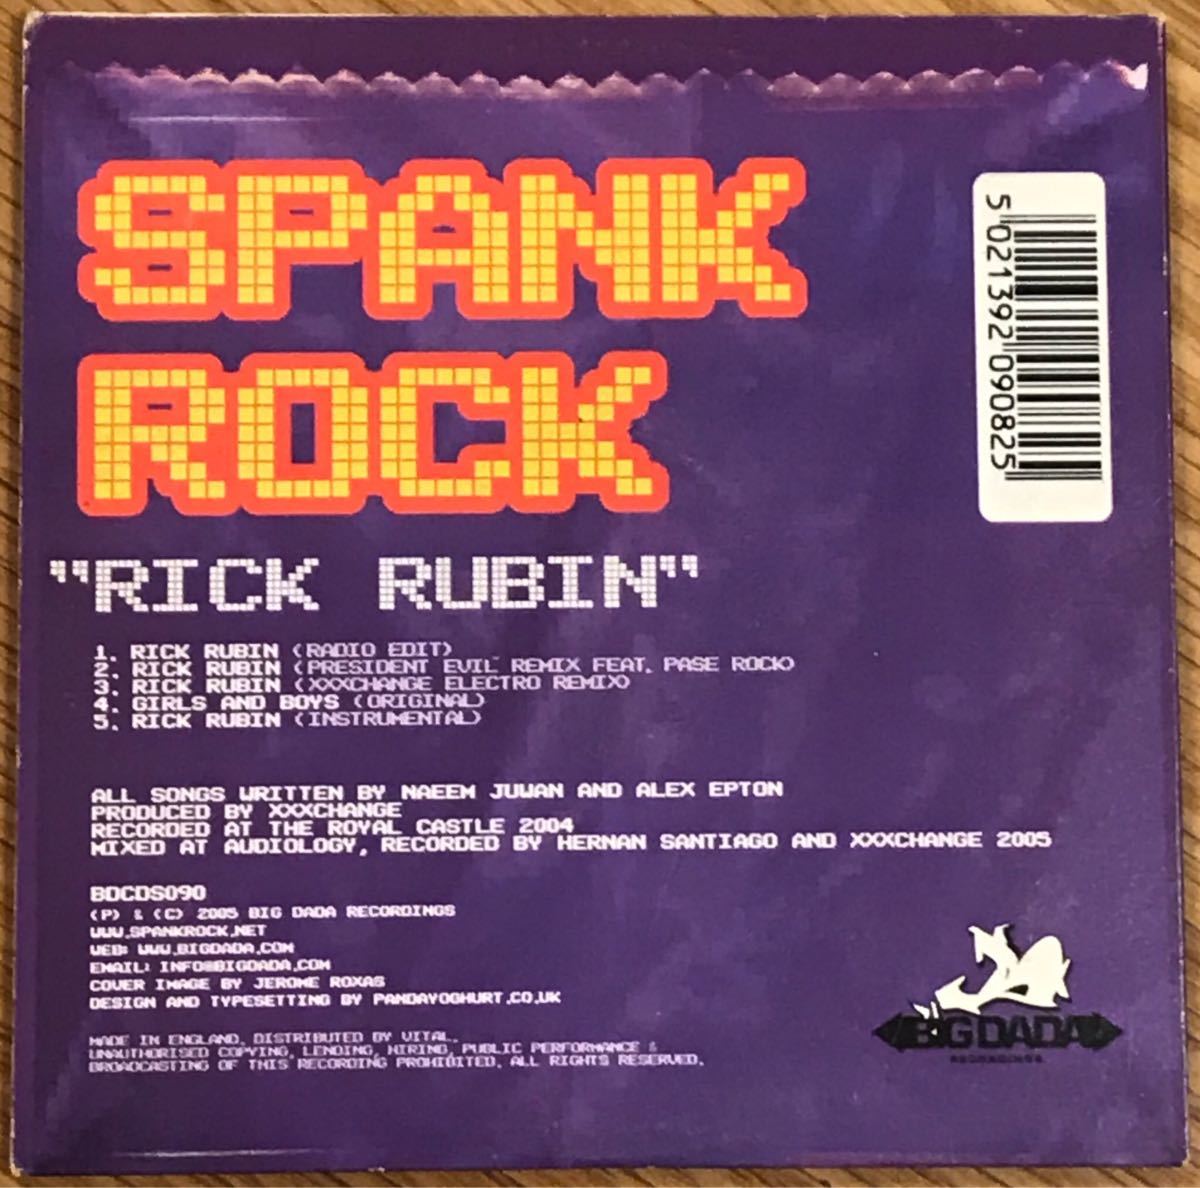 SPANK
ROCK
"RICK RUBIN"
1. RICK RUBIN (RADIO EDIT)
2. RICK RUBIN (PRESIDENT EVIL REMIX FEAT. PASE ROCK)
3. RICK RUBIN (XXXCHANGE ELECTRO REMIX)
4. GIRLS AND BOYS (ORIGINAL)
5. RICK RUBIN (INSTRUMENTAL)
ALL SONGS WRITTEN BY NAEEM JUWAN AND ALEX EPTON
PRODUCED BY XXXCHANGE
RECORDED AT THE ROYAL CASTLE 2004
MIXED AT AUDIOLOGY, RECORDED BY HERNAN SANTIAGO AND XXXCHANGE 2005
BDCDS090
(P) & (C) 2005 BIG DADA RECORDINGS
WWW.SPANKROCK.NET
WEB: WWW.BIGDADA.COM
EMAIL: INFO@BIGDADA.COM
COVER IMAGE BY JEROME ROXAS
DESIGN AND TYPESETTING BY PANDAYOGHURT.CO.UK
MADE IN ENGLAND. DISTRIBUTED BY VITAL.
UNAUTHORISED COPYING, LENDING, HIRING, PUBLIC PERFORMANCE &
BROADCASTING OF THIS RECORDING PROHIBITED. ALL RIGHTS RESERVED.
5 021392 090825
BIG DADA
RECORDINGS